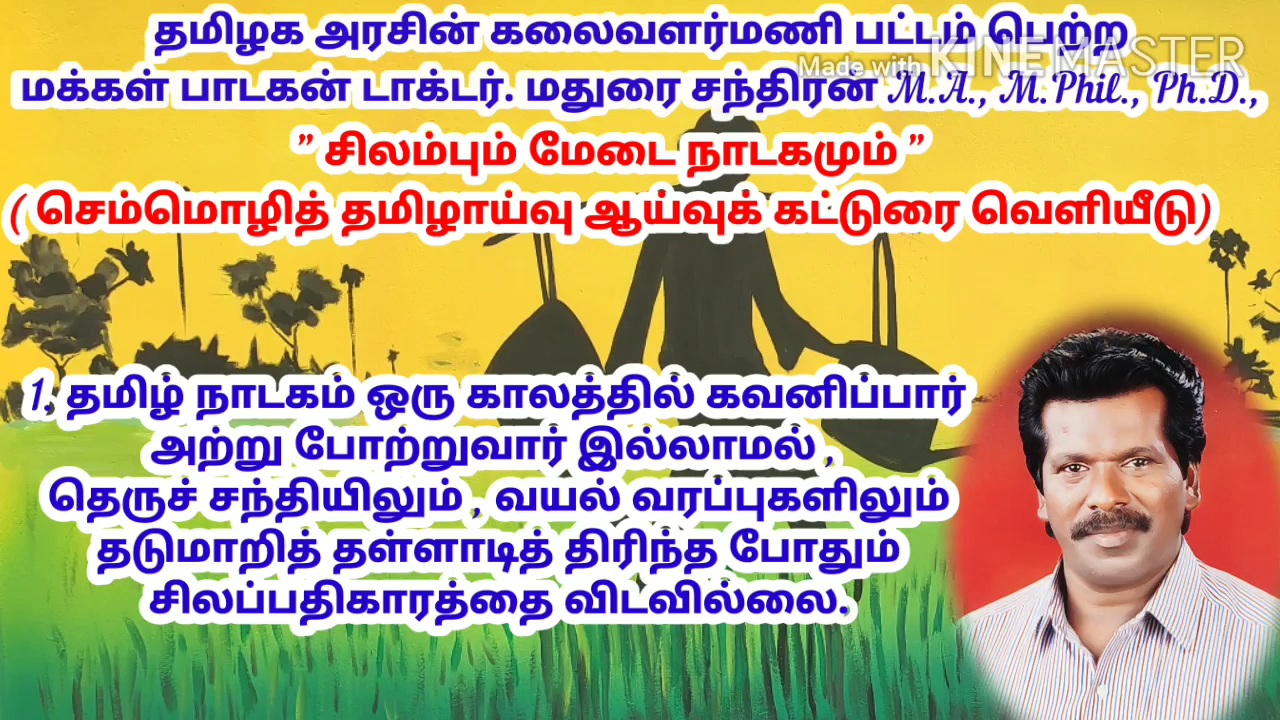 தமிழக அரசின் கலைவளர்மணி பட்டம் பெற்ற
Made with KINEMASTER
மக்கள் பாடகன் டாக்டர். மதுரை சந்திரன் M.A., M.Phil., Ph.D.,
" சிலம்பும் மேடை நாடகமும் "
( செம்மொழித் தமிழாய்வு ஆய்வுக் கட்டுரை வெளியீடு)
1, தமிழ் நாடகம் ஒரு காலத்தில் கவனிப்பார்
அற்று போற்றுவார் இல்லாமல் ,
தெருச் சந்தியிலும் , வயல் வரப்புகளிலும்
தடுமாறித் தள்ளாடித் திரிந்த போதும்
சிலப்பதிகாரத்தை விடவில்லை.